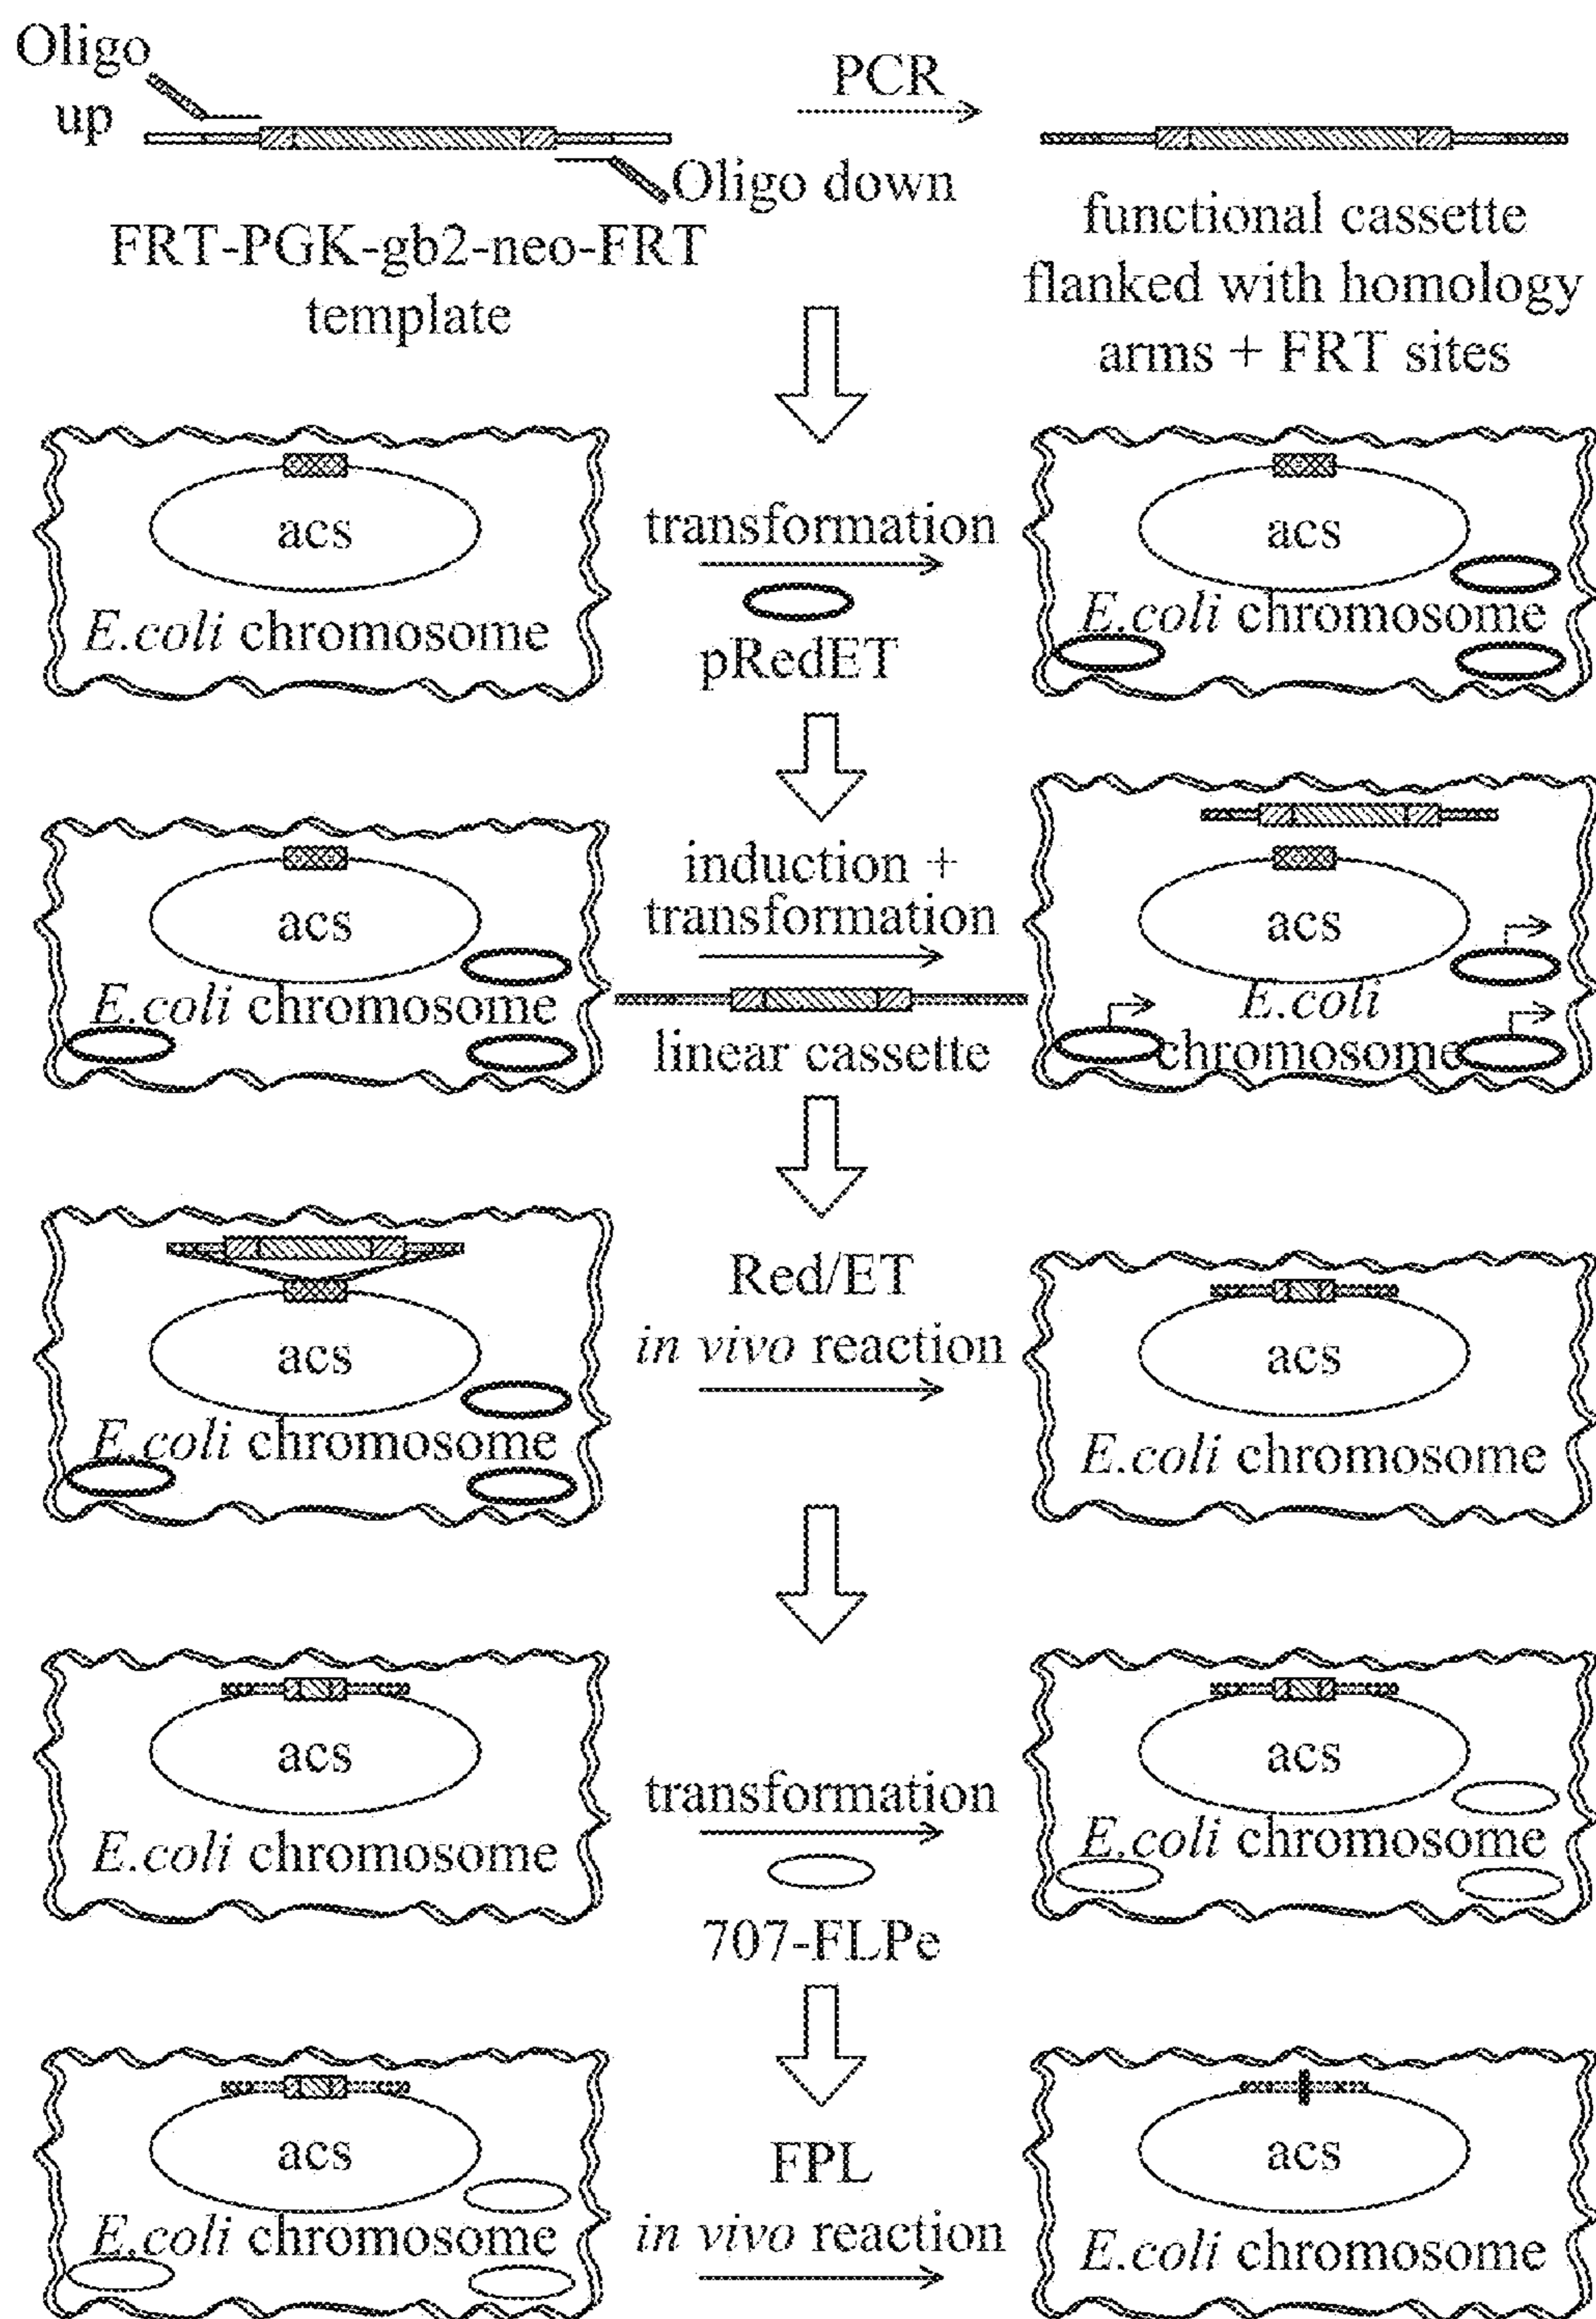 Oligo
up
PCR
Oligo down
FRT-PGK-gb2-neo-FRT
template
functional cassette
flanked with homology
arms + FRT sites
acs
E.coli chromosome
transformation
pRedET
acs
E.coli chromosome
acs
E.coli chromosome
induction +
transformation
linear cassette
acs
E.coli
chromosome
acs
E.coli chromosome
Red/ET
in vivo reaction
acs
E.coli chromosome
acs
E.coli chromosome
transformation
707-FLPe
acs
E.coli chromosome
acs
E.coli chromosome
FPL
in vivo reaction
acs
E.coli chromosome